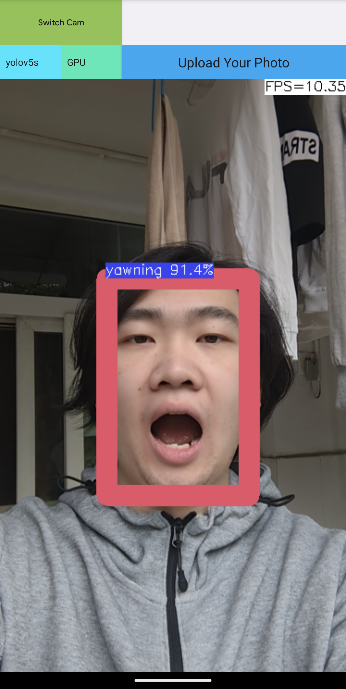 Switch Cam
yolov5s
GPU
Upload Your Photo
FPS=10.35
STRA
yawning 91.4%